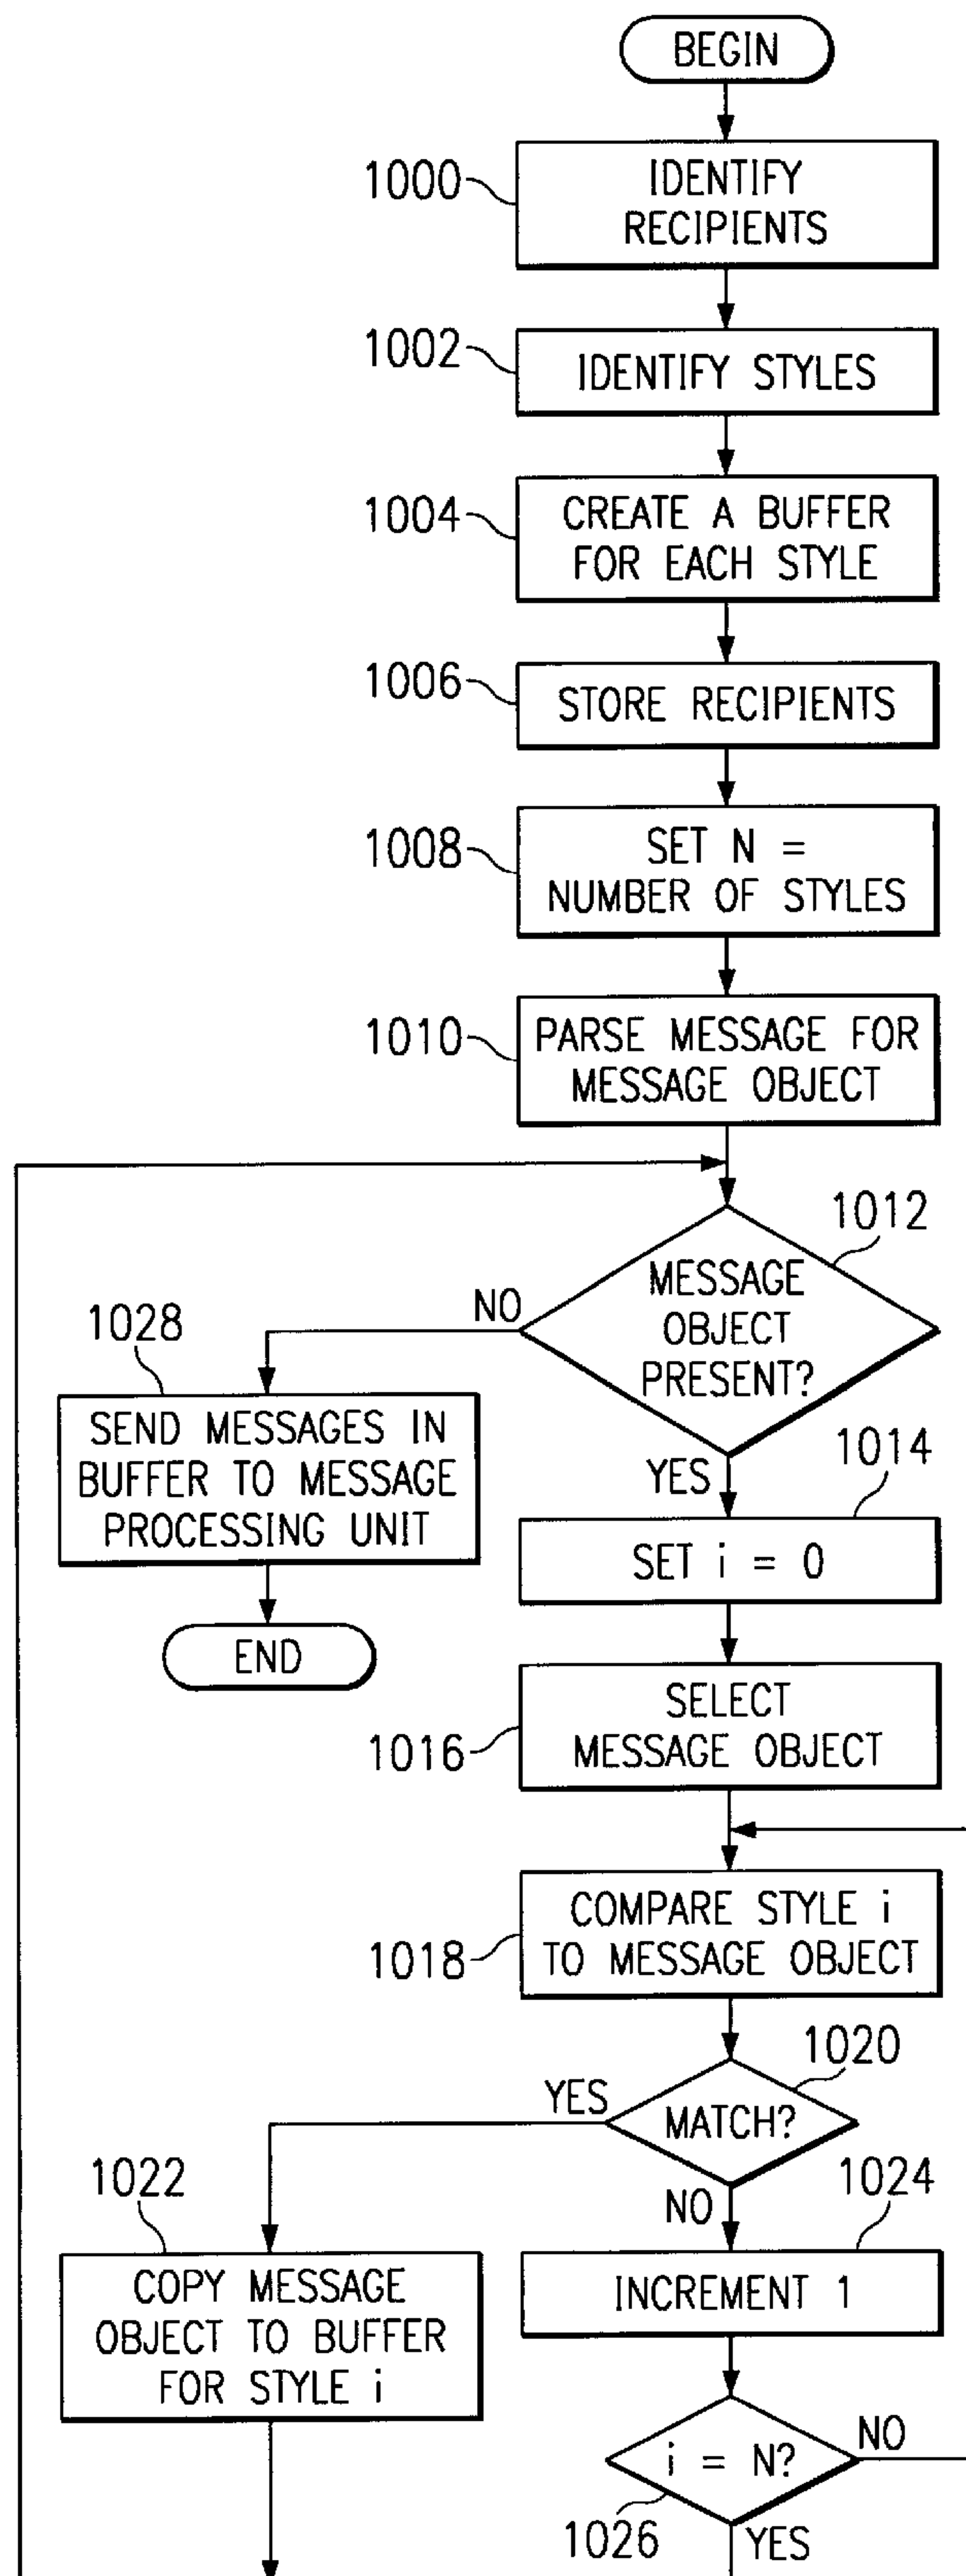 BEGIN
1000
IDENTIFY
RECIPIENTS
1002
IDENTIFY STYLES
1004
CREATE A BUFFER
FOR EACH STYLE
1006
STORE RECIPIENTS
1008
SET N =
NUMBER OF STYLES
1010
PARSE MESSAGE FOR
MESSAGE OBJECT
1012
MESSAGE
OBJECT
PRESENT?
NO
1028
SEND MESSAGES IN
BUFFER TO MESSAGE
PROCESSING UNIT
END
YES
1014
SET i = 0
1016
SELECT
MESSAGE OBJECT
1018
COMPARE STYLE i
TO MESSAGE OBJECT
1020
MATCH?
YES
1022
COPY MESSAGE
OBJECT TO BUFFER
FOR STYLE i
NO
1024
INCREMENT 1
i = N?
NO
1026
YES